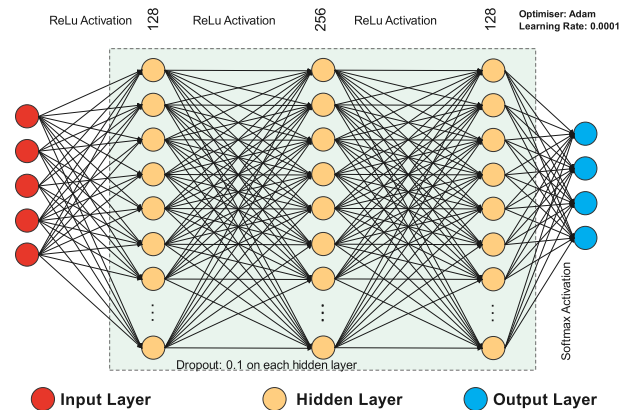 ReLu Activation
128
ReLu Activation
256
ReLu Activation
128
Optimiser: Adam
Learning Rate: 0.0001
Softmax Activation
Dropout: 0.1 on each hidden layer
Input Layer
Hidden Layer
Output Layer